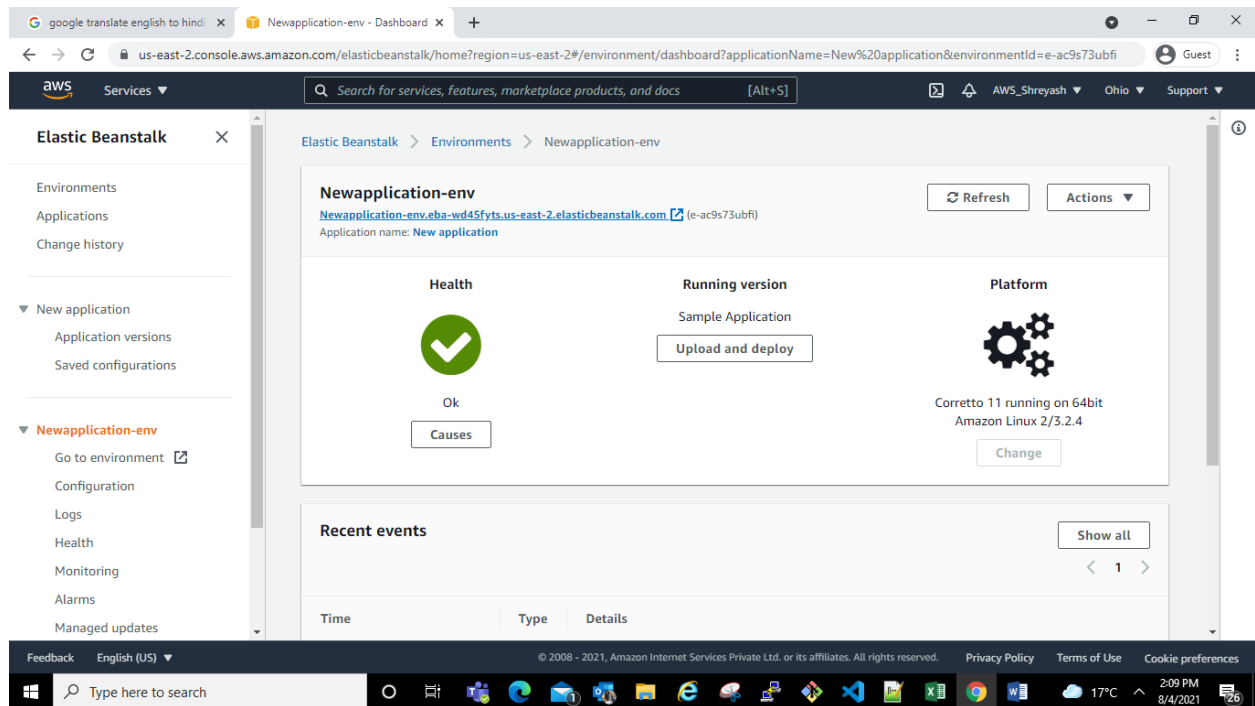 google translate english to hindi
Newapplication-env - Dashboard
us-east-2.console.aws.amazon.com/elasticbeanstalk/home?region=us-east-2#/environment/dashboard?applicationName=New%20application&environmentId=e-ac9s73ubfi
Guest
aws
Services
Search for services, features, marketplace products, and docs
[Alt+S]
AWS_Shreyash
Ohio
Support
Elastic Beanstalk
Environments
Applications
Change history
New application
Application versions
Saved configurations
Newapplication-env
Go to environment
Configuration
Logs
Health
Monitoring
Alarms
Managed updates
Elastic Beanstalk > Environments > Newapplication-env
Newapplication-env
Newapplication-env.eba-wd45fyts.us-east-2.elasticbeanstalk.com (e-ac9s73ubfi)
Application name: New application
Refresh
Actions
Health
Ok
Causes
Running version
Sample Application
Upload and deploy
Platform
Corretto 11 running on 64bit
Amazon Linux 2/3.2.4
Change
Recent events
Show all
< 1 >
Time
Type
Details
Feedback
English (US)
© 2008 - 2021, Amazon Internet Services Private Ltd. or its affiliates. All rights reserved.
Privacy Policy
Terms of Use
Cookie preferences
Type here to search
17°C
2:09 PM
8/4/2021
26